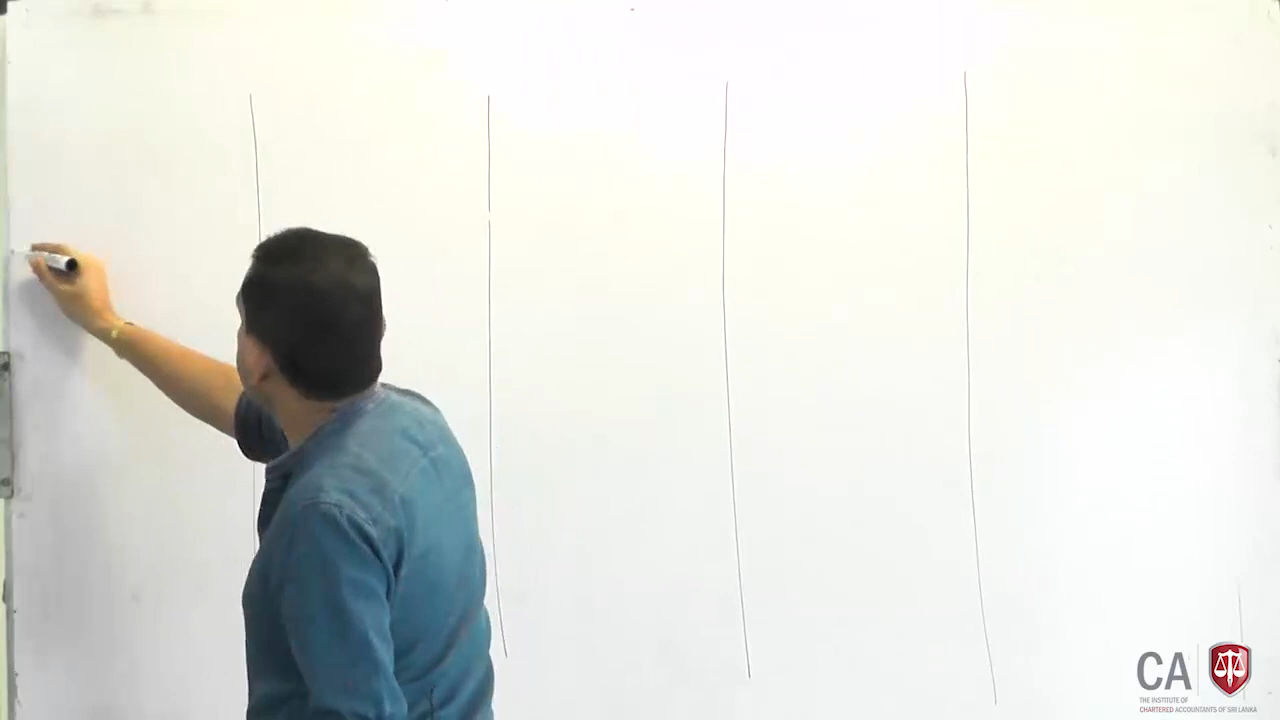 CA
THE INSTITUTE OF
CHARTERED ACCOUNTANTS OF SRI LANKA